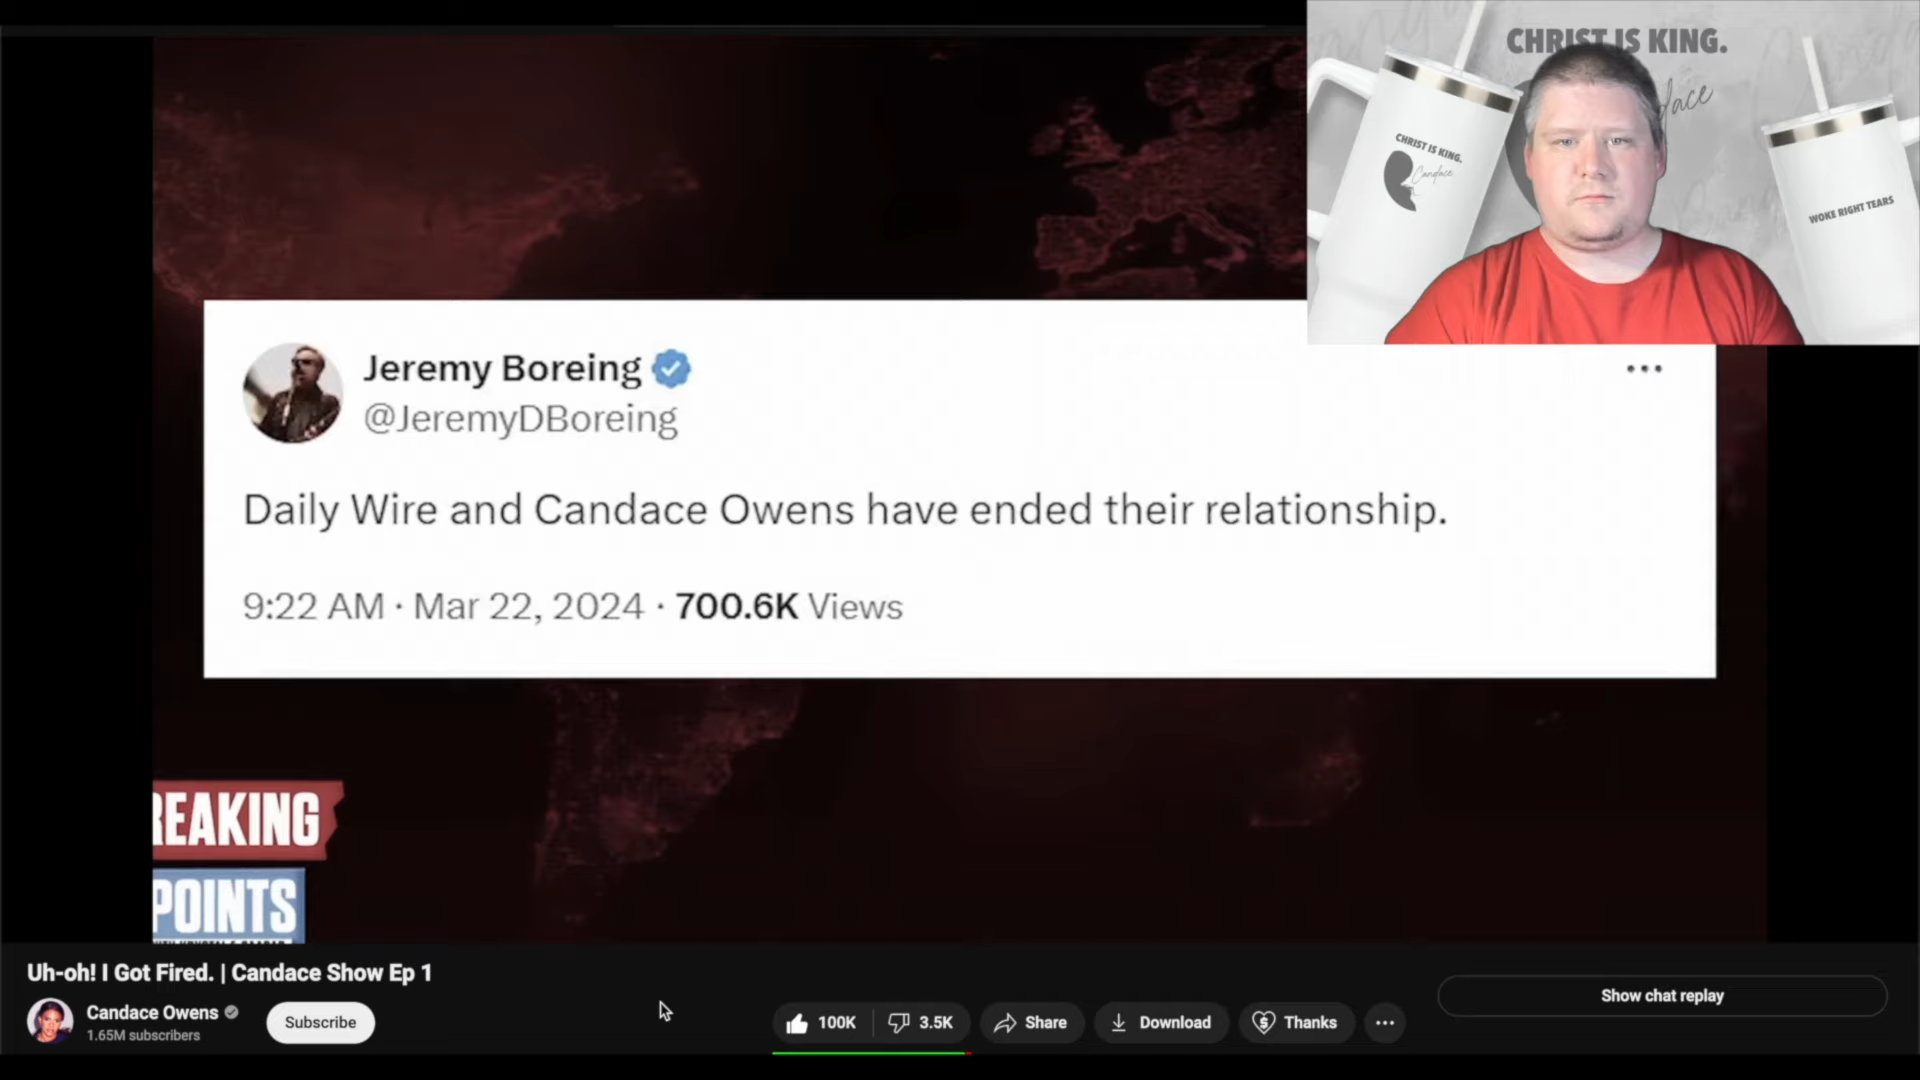 CHRIST IS KING.
CHRIST IS KING.
Candace
WOKE RIGHT TEARS
Jeremy Boreing
@JeremyDBoreing
Daily Wire and Candace Owens have ended their relationship.
9:22 AM · Mar 22, 2024 · 700.6K Views
REAKING
POINTS
Uh-oh! I Got Fired. | Candace Show Ep 1
Candace Owens
1.65M subscribers
Subscribe
100K
3.5K
Share
Download
Thanks
Show chat replay